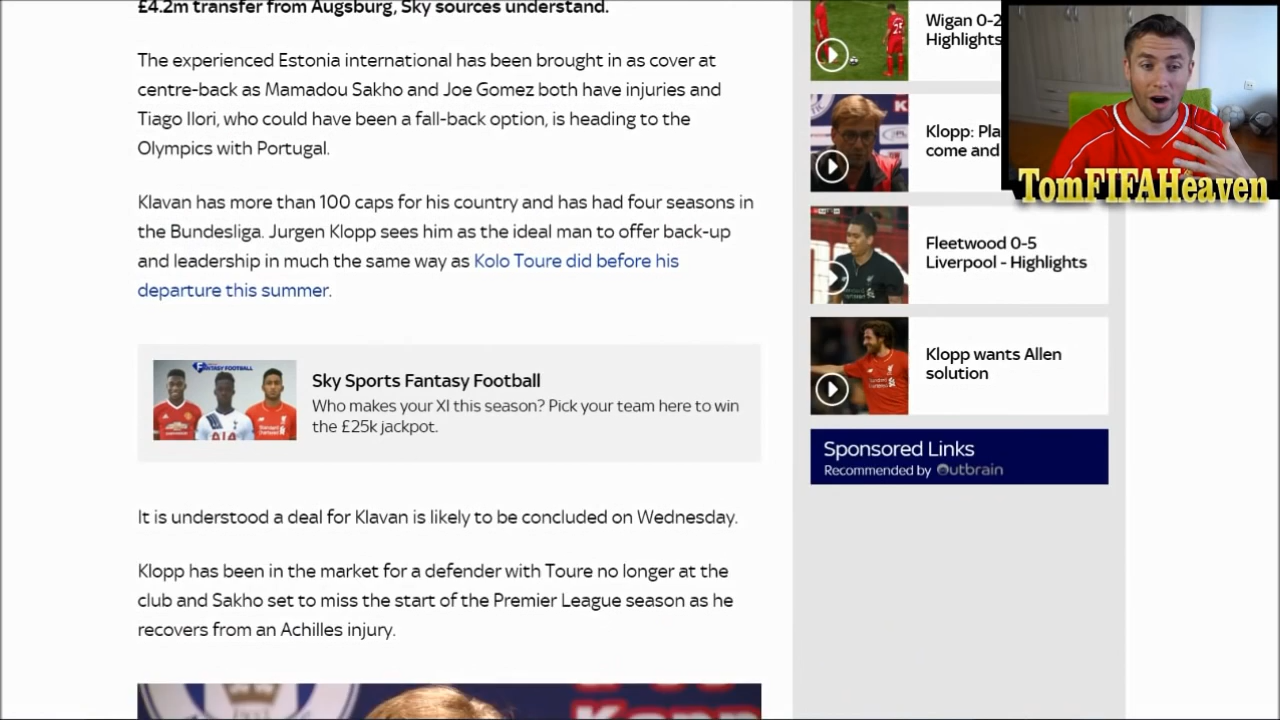 £4.2m transfer from Augsburg, Sky sources understand.
The experienced Estonia international has been brought in as cover at
centre-back as Mamadou Sakho and Joe Gomez both have injuries and
Tiago Ilori, who could have been a fall-back option, is heading to the
Olympics with Portugal.
Klavan has more than 100 caps for his country and has had four seasons in
the Bundesliga. Jurgen Klopp sees him as the ideal man to offer back-up
and leadership in much the same way as Kolo Toure did before his
departure this summer.
FANTASY FOOTBALL
Sky Sports Fantasy Football
Who makes your XI this season? Pick your team here to win
the £25k jackpot.
It is understood a deal for Klavan is likely to be concluded on Wednesday.
Klopp has been in the market for a defender with Toure no longer at the
club and Sakho set to miss the start of the Premier League season as he
recovers from an Achilles injury.
Wigan 0-2
Highlights
Klopp: Pla
come and
Fleetwood 0-5
Liverpool - Highlights
Klopp wants Allen
solution
Sponsored Links
Recommended by Outbrain
TomFIFAHeaven